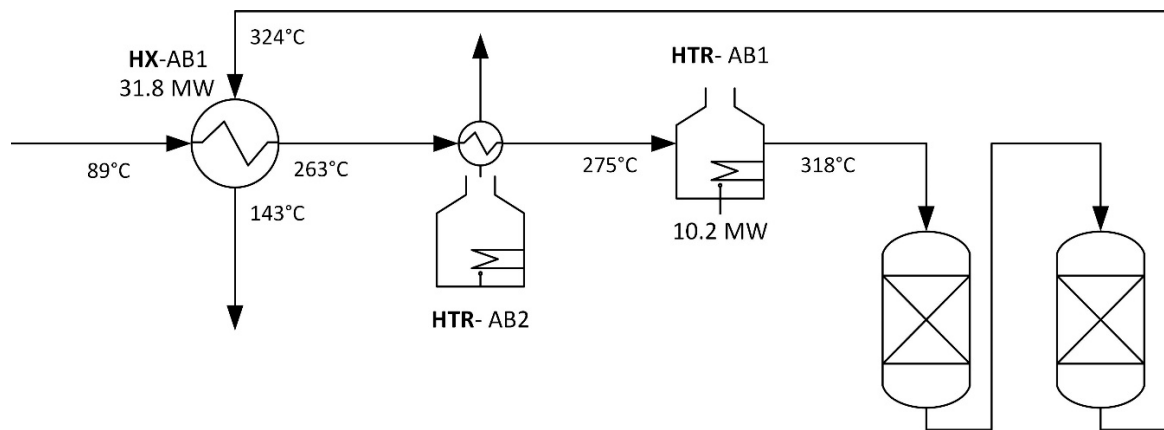 324°C
HX-AB1
31.8 MW
89°C
263°C
143°C
HTR- AB2
275°C
HTR- AB1
10.2 MW
318°C